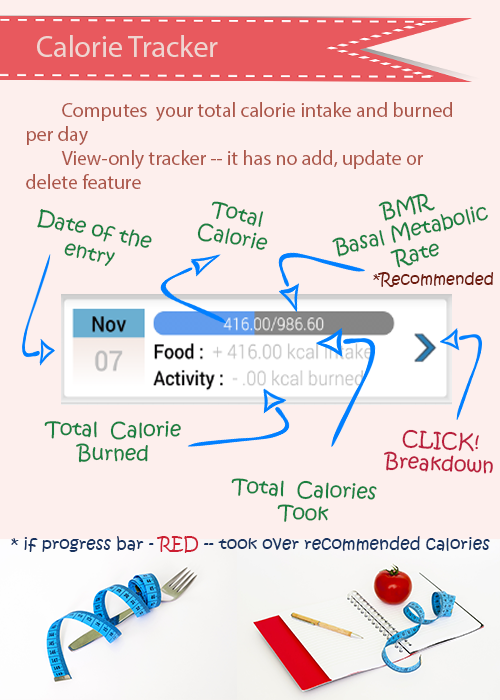 Calorie Tracker
Computes your total calorie intake and burned
per day
View-only tracker -- it has no add, update or
delete feature
Date of the
entry
Total
Calorie
BMR
Basal Metabolic
Rate
*Recommended
Nov
07
416.00/986.60
Food : + 416.00 kcal intake
Activity : - .00 kcal burned
Total Calorie
Burned
CLICK!
Breakdown
Total Calories
Took
* if progress bar - RED -- took over recommended calories